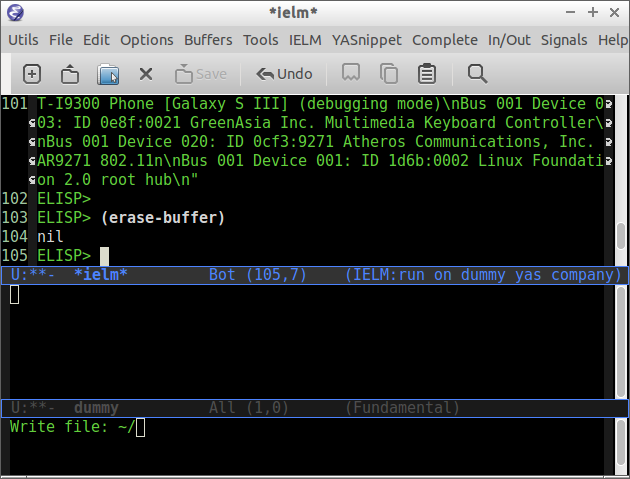 *ielm*
Utils File Edit Options Buffers Tools IELM YASnippet Complete In/Out Signals Help
Save Undo
101 T-I9300 Phone [Galaxy S III] (debugging mode)\nBus 001 Device 0
03: ID 0e8f:0021 GreenAsia Inc. Multimedia Keyboard Controller\
nBus 001 Device 020: ID 0cf3:9271 Atheros Communications, Inc.
AR9271 802.11n\nBus 001 Device 001: ID 1d6b:0002 Linux Foundati
on 2.0 root hub\n"
102 ELISP>
103 ELISP> (erase-buffer)
104 nil
105 ELISP>
U:**-  *ielm*         Bot (105,7)    (IELM:run on dummy yas company)
U:**-  dummy          All (1,0)      (Fundamental)
Write file: ~/